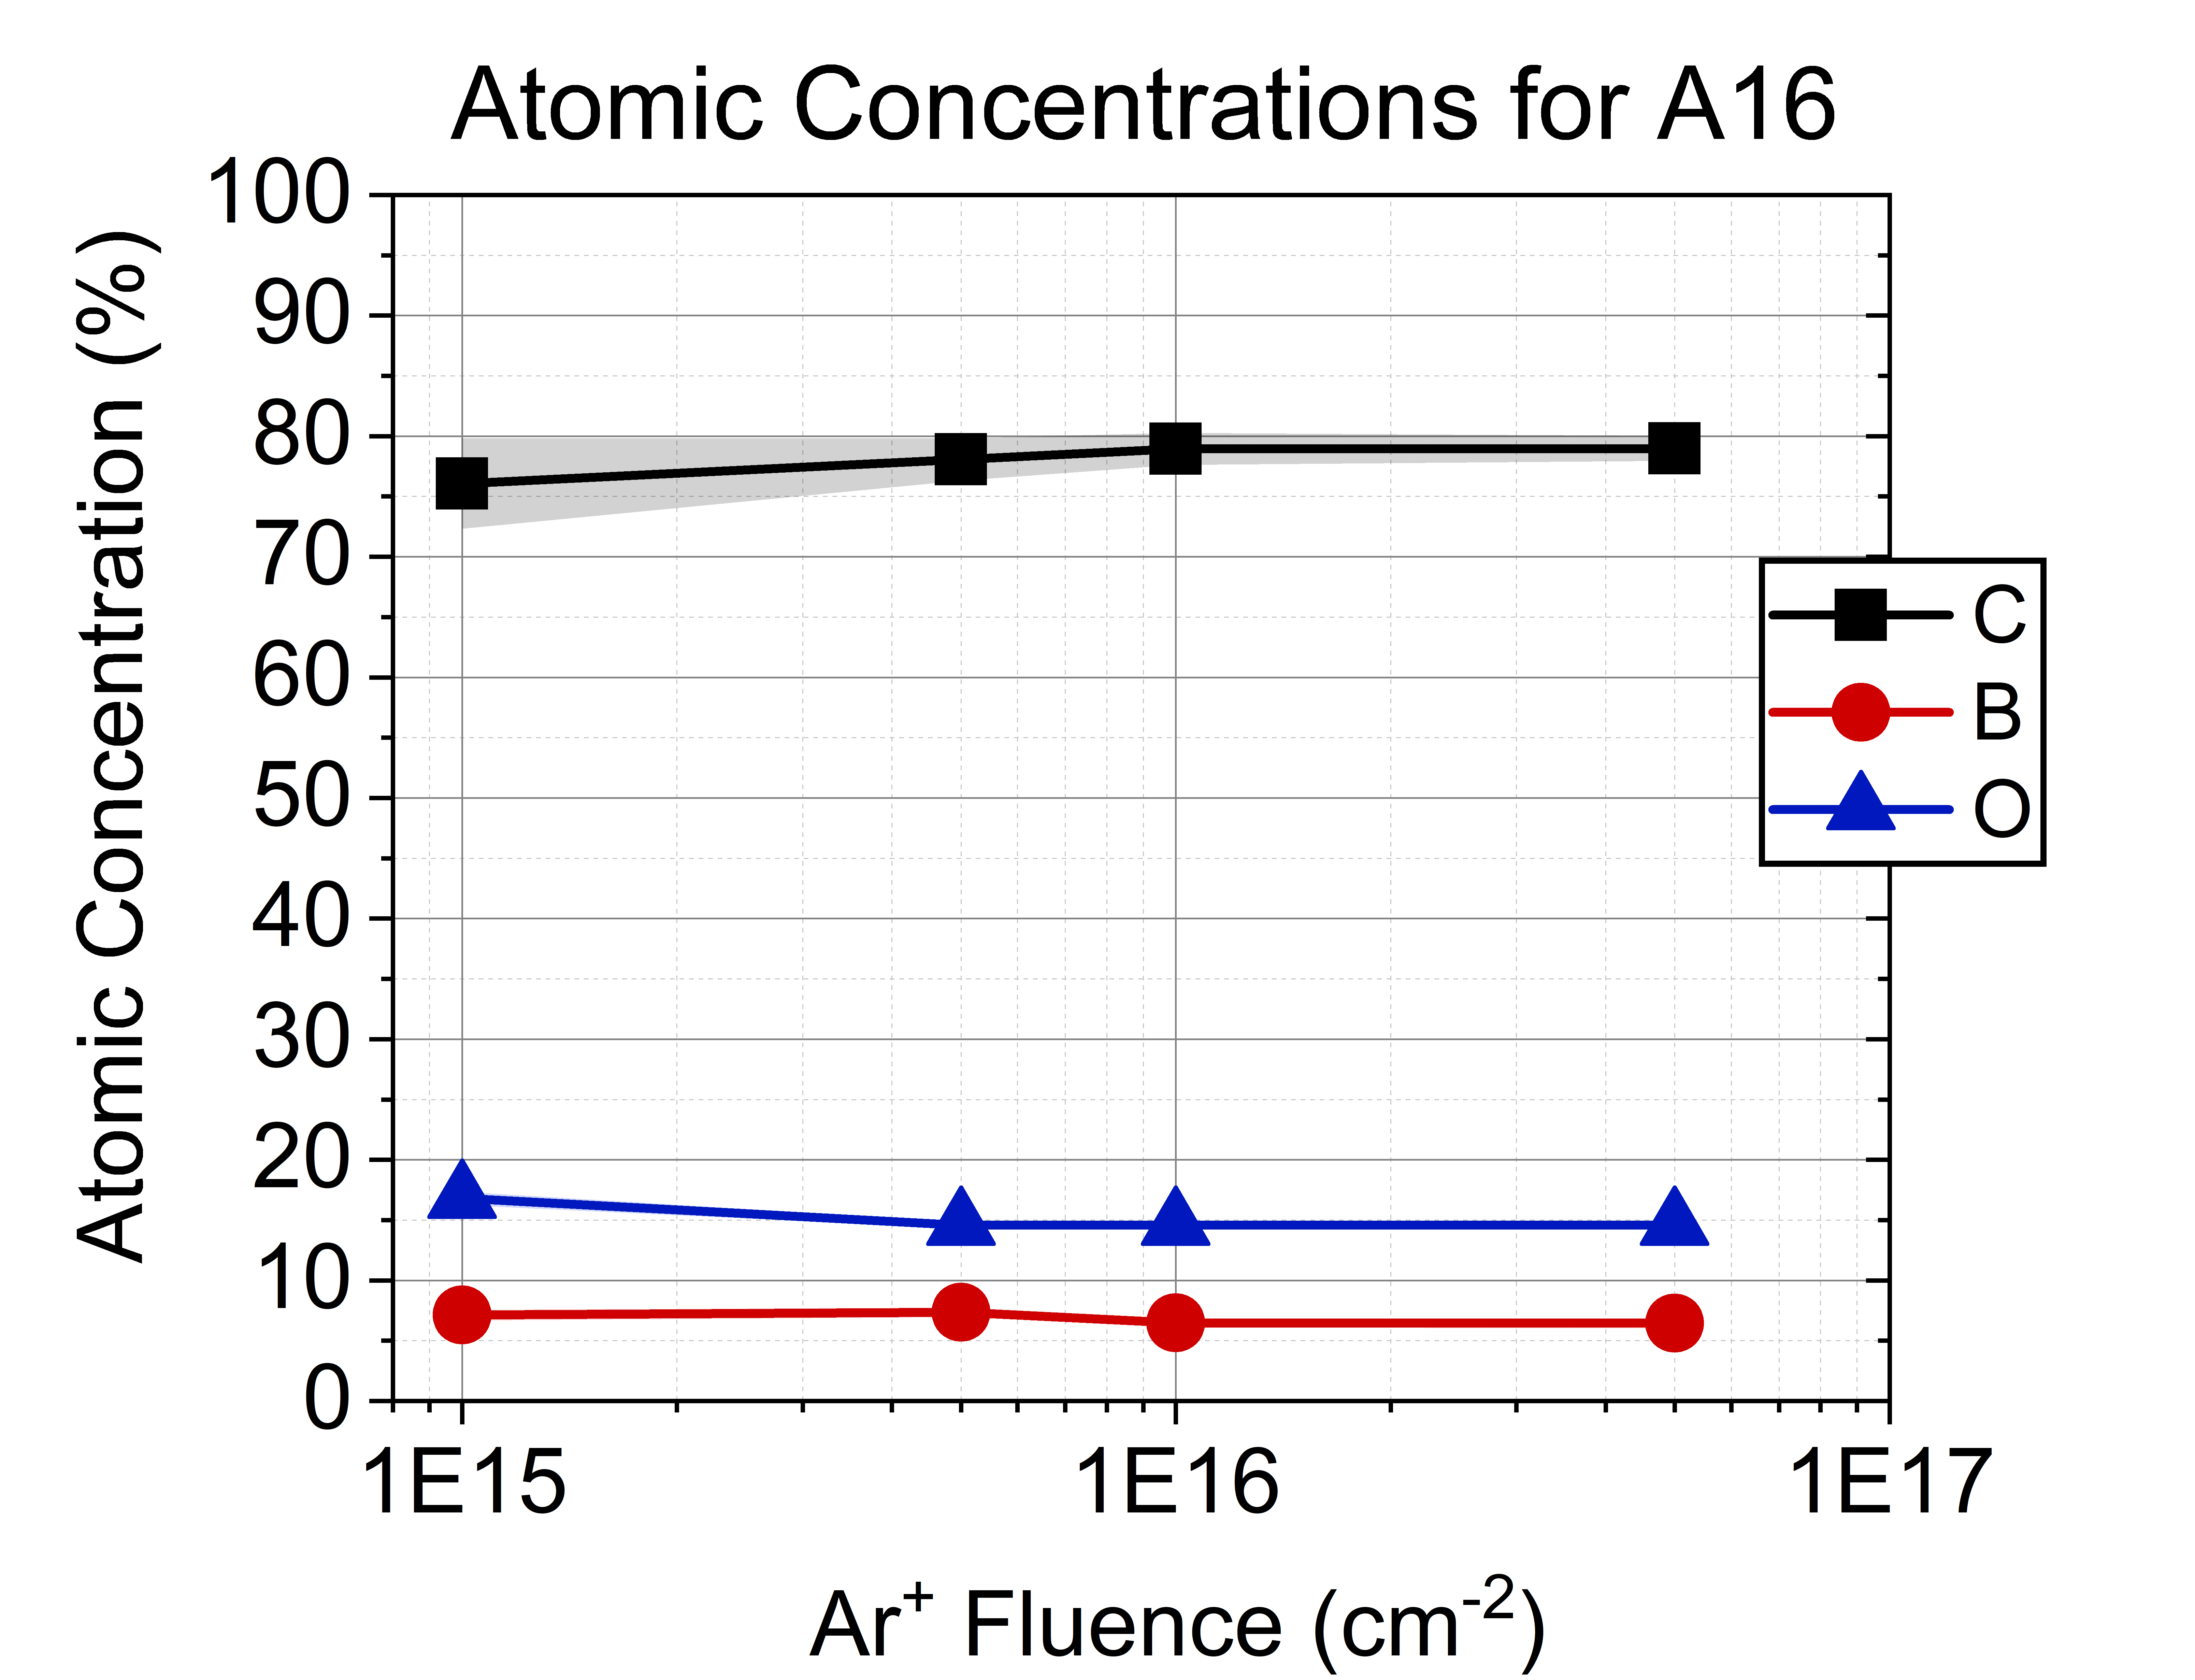 Atomic Concentrations for A16
Atomic Concentration (%)
100
90
80
70
60
50
40
30
20
10
0
C
B
O
1E15
1E16
1E17
Ar⁺ Fluence (cm⁻²)